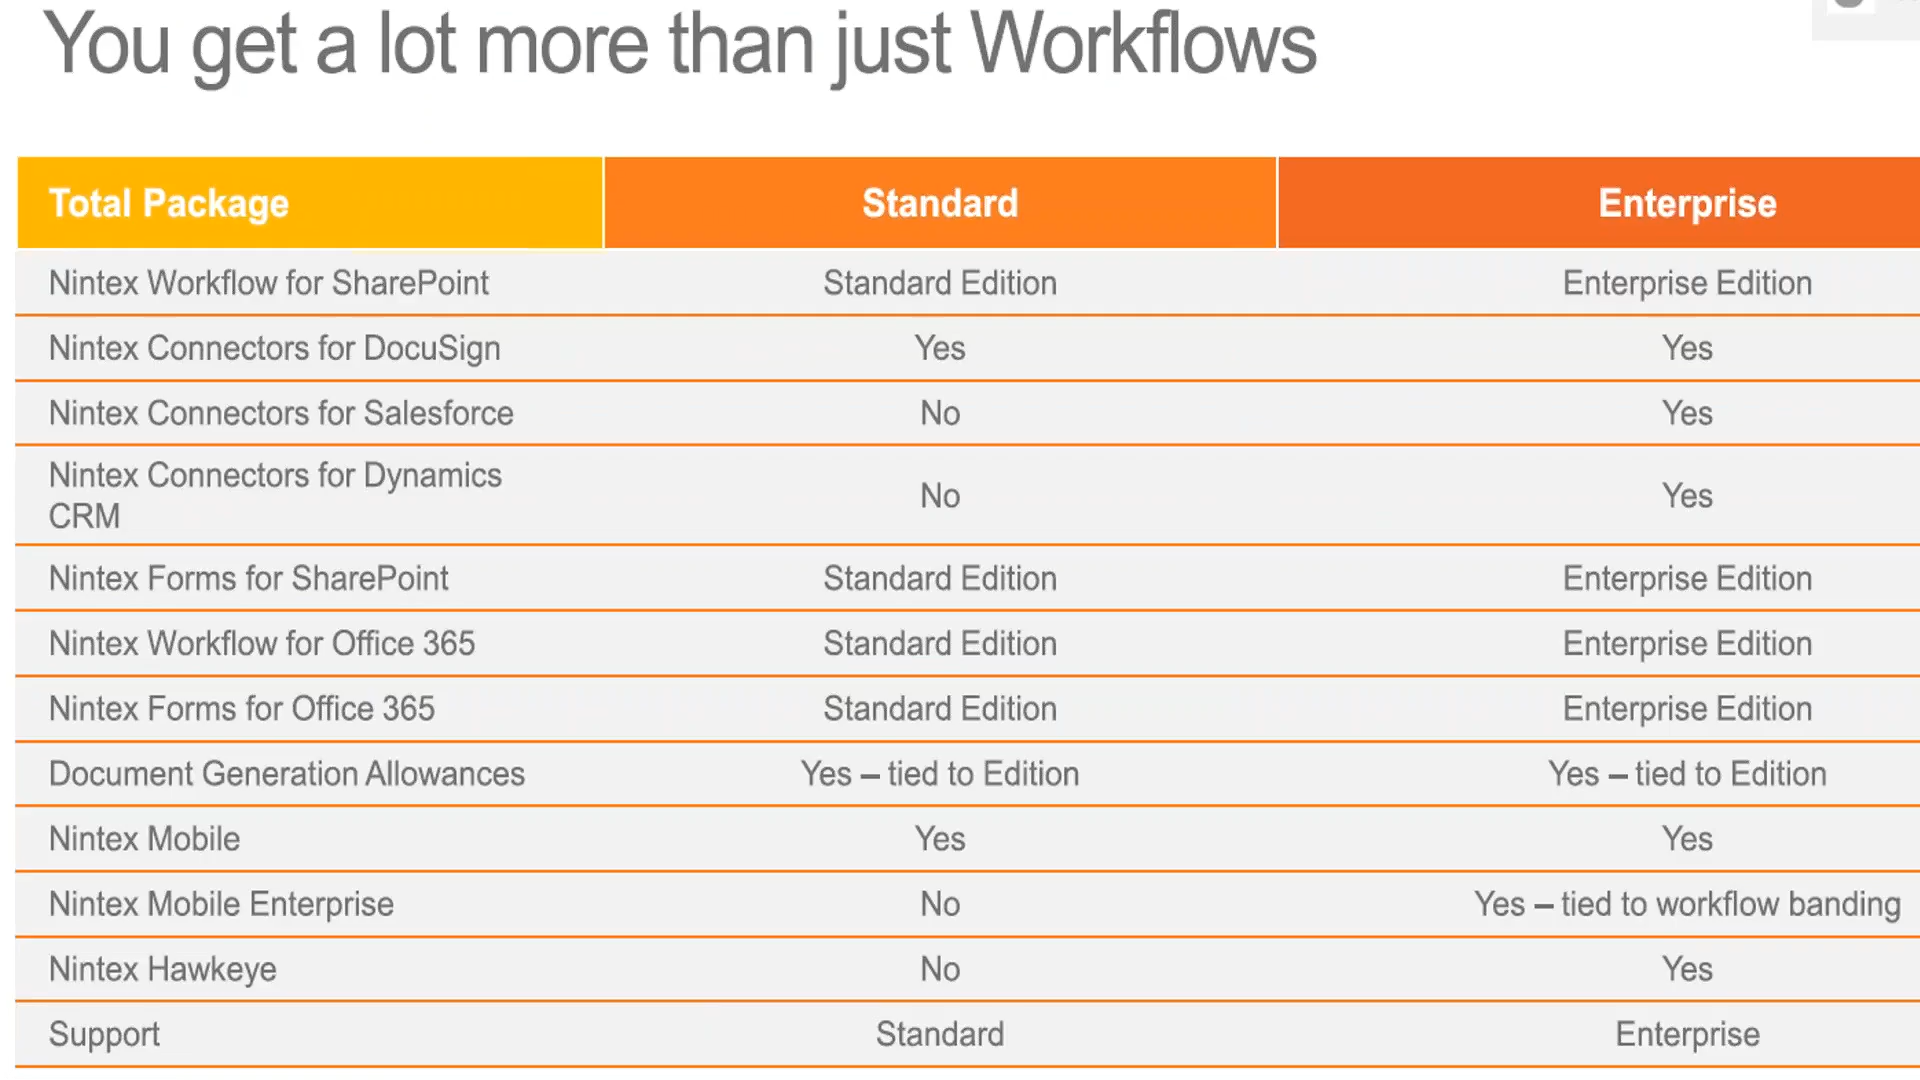 You get a lot more than just Workflows
Total Package Standard Enterprise
Nintex Workflow for SharePoint Standard Edition Enterprise Edition
Nintex Connectors for DocuSign Yes Yes
Nintex Connectors for Salesforce No Yes
Nintex Connectors for Dynamics
CRM No Yes
Nintex Forms for SharePoint Standard Edition Enterprise Edition
Nintex Workflow for Office 365 Standard Edition Enterprise Edition
Nintex Forms for Office 365 Standard Edition Enterprise Edition
Document Generation Allowances Yes – tied to Edition Yes – tied to Edition
Nintex Mobile Yes Yes
Nintex Mobile Enterprise No Yes – tied to workflow banding
Nintex Hawkeye No Yes
Support Standard Enterprise